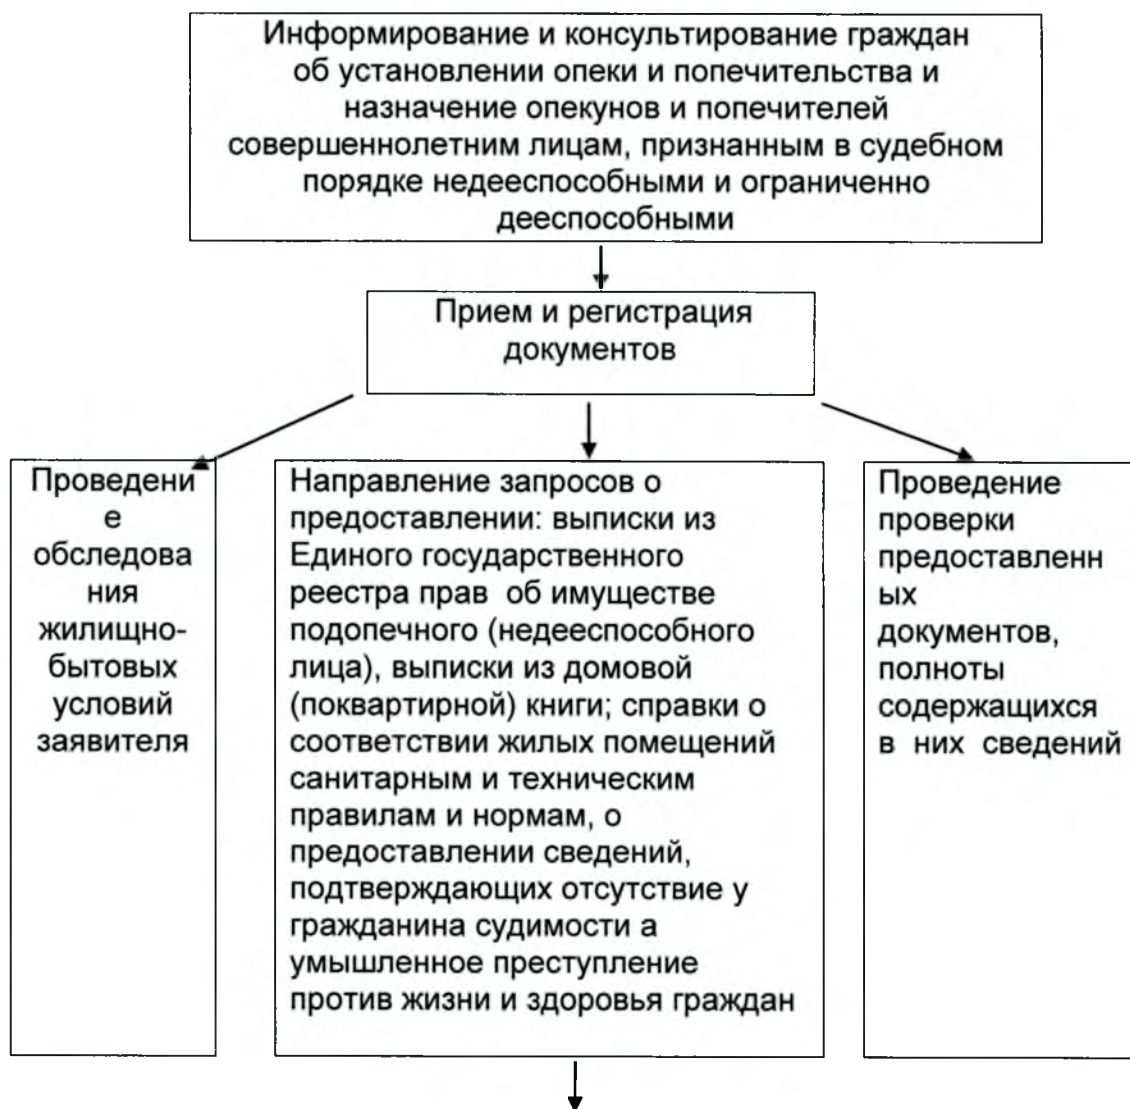 Информирование и консультирование граждан
об установлении опеки и попечительства и
назначение опекунов и попечителей
совершеннолетним лицам, признанным в судебном
порядке недееспособными и ограниченно
дееспособными
Прием и регистрация
документов
Проведени
е
обследова
ния
жилищно-
бытовых
условий
заявителя
Направление запросов о
предоставлении: выписки из
Единого государственного
реестра прав об имуществе
подопечного (недееспособного
лица), выписки из домовой
(поквартирной) книги; справки о
соответствии жилых помещений
санитарным и техническим
правилам и нормам, о
предоставлении сведений,
подтверждающих отсутствие у
гражданина судимости а
умышленное преступление
против жизни и здоровья граждан
Проведение
проверки
предоставленн
ых
документов,
полноты
содержащихся
в них сведений